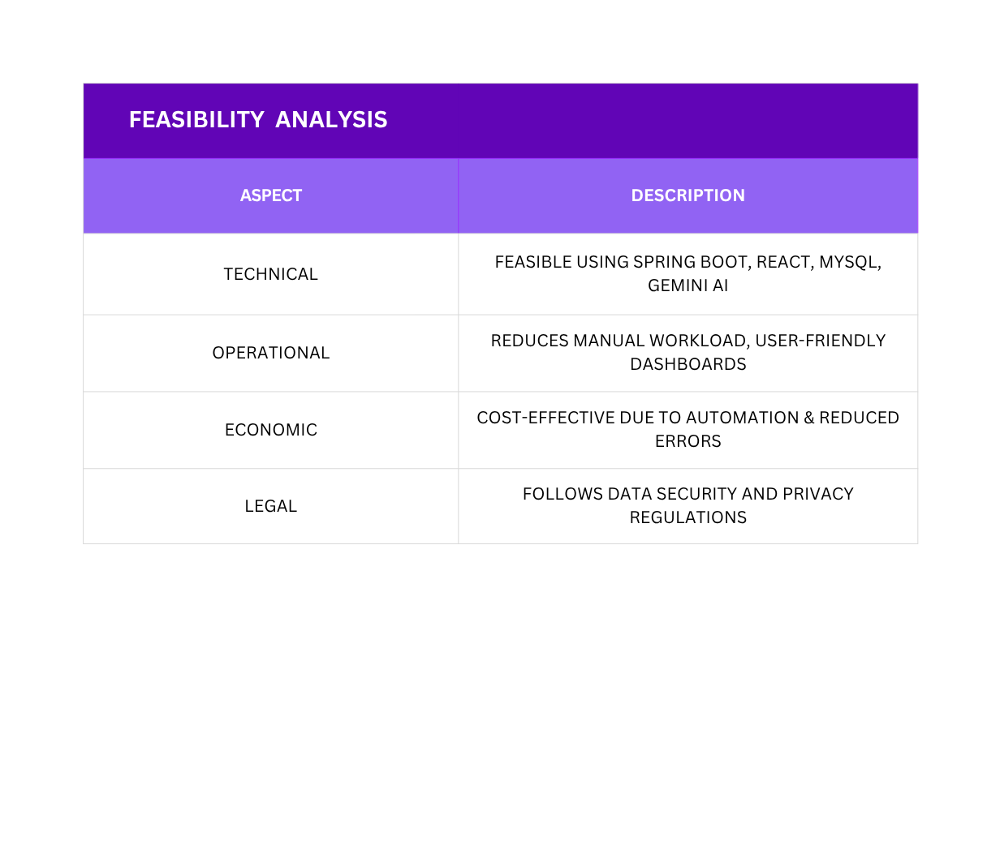 FEASIBILITY ANALYSIS
ASPECT
DESCRIPTION
TECHNICAL
FEASIBLE USING SPRING BOOT, REACT, MYSQL,
GEMINI AI
OPERATIONAL
REDUCES MANUAL WORKLOAD, USER-FRIENDLY
DASHBOARDS
ECONOMIC
COST-EFFECTIVE DUE TO AUTOMATION & REDUCED
ERRORS
LEGAL
FOLLOWS DATA SECURITY AND PRIVACY
REGULATIONS